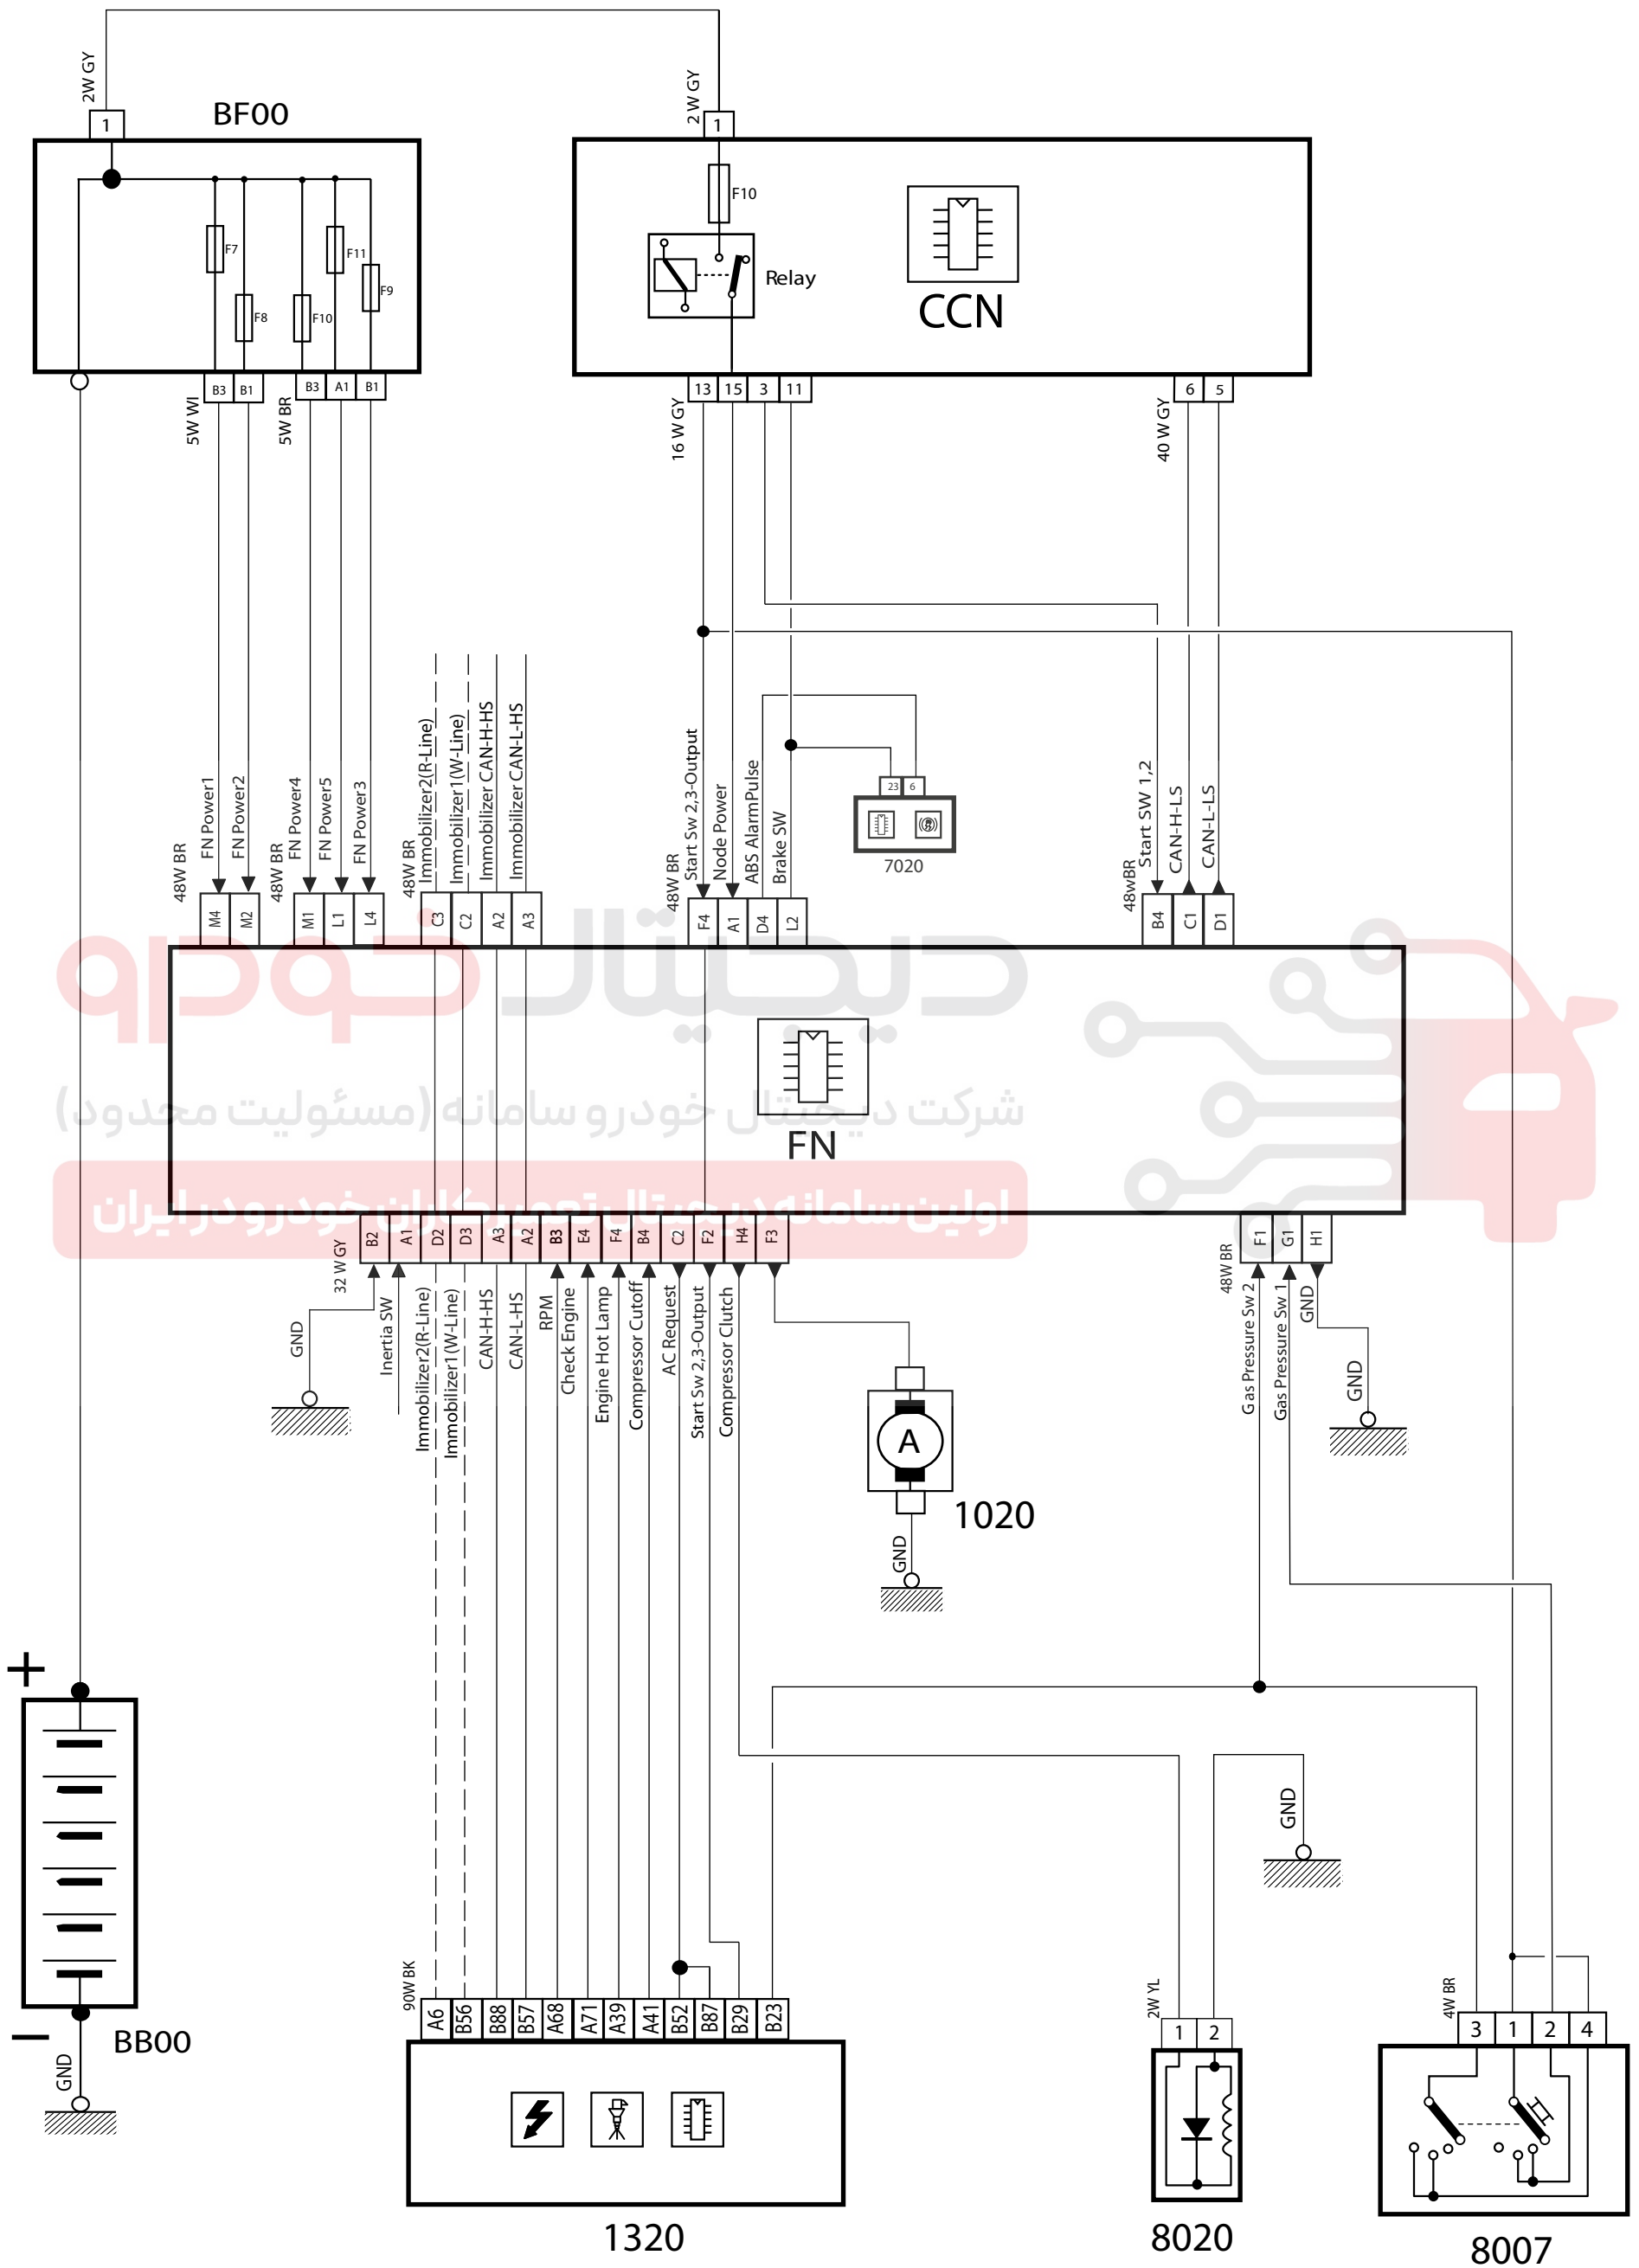 2W GY
2 W GY
1
BF00
1
F10
Relay
CCN
F7
F11
F9
F8
F10
B3 B1
B3 A1 B1
13 15 3 11
6 5
5W WI
5W BR
16 W GY
40 W GY
48W BR
FN Power1
FN Power2
48W BR
FN Power4
FN Power5
FN Power3
48W BR
Immobilizer2(R-Line)
Immobilizer1(W-Line)
Immobilizer CAN-H-HS
Immobilizer CAN-L-HS
48W BR
Start Sw 2,3-Output
Node Power
ABS AlarmPulse
Brake SW
23 6
7020
48wBR
Start SW 1,2
CAN-H-LS
CAN-L-LS
M4 M2
M1 L1 L4
C3 C2 A2 A3
F4 A1 D4 L2
B4 C1 D1
دیجیتال خودرو
شرکت دیجیتال خودرو سامانه (مسئولیت محدود)
FN
اولین سامانه دیجیتال تعمیرکاران خودرو در ایران
32 W GY
B2 A1 D2 D3 A3 A2 B3 E4 F4 B4 C2 F2 H4 F3
48W BR
F1 G1 H1
GND
Inertia SW
Immobilizer2(R-Line)
Immobilizer1(W-Line)
CAN-H-HS
CAN-L-HS
RPM
Check Engine
Engine Hot Lamp
Compressor Cutoff
AC Request
Start Sw 2,3-Output
Compressor Clutch
Gas Pressure Sw 2
Gas Pressure Sw 1
GND
GND
A
1020
GND
+
−
BB00
GND
GND
90W BK
A6 B56 B88 B57 A68 A71 A39 A41 B52 B87 B29 B23
2W YL
1 2
4W BR
3 1 2 4
1320
8020
8007